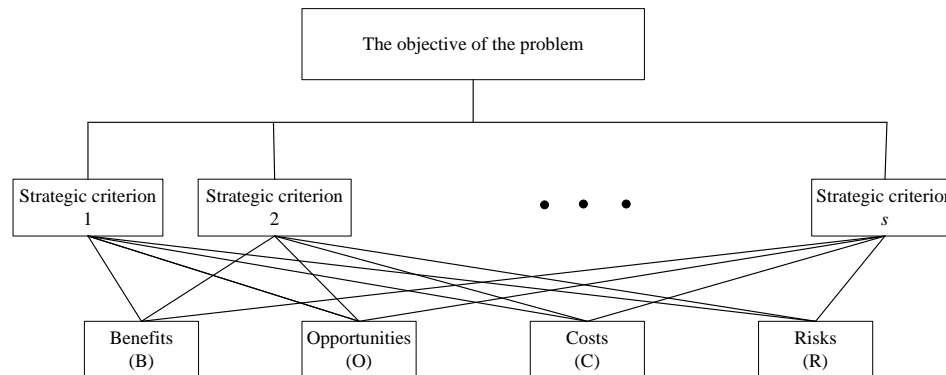 The objective of the problem
Strategic criterion
1
Strategic criterion
2
Strategic criterion
s
Benefits
(B)
Opportunities
(O)
Costs
(C)
Risks
(R)